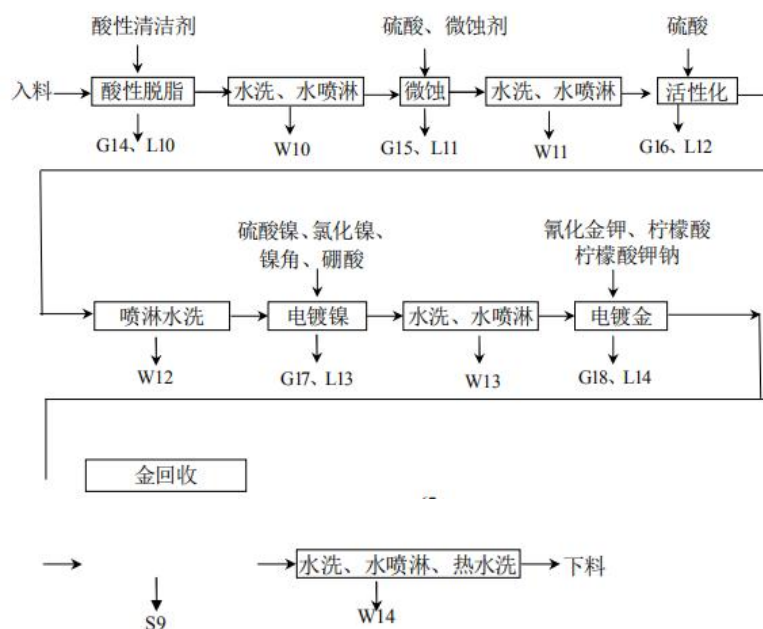 酸性清洁剂
硫酸、微蚀剂
硫酸
入料
酸性脱脂
水洗、水喷淋
微蚀
水洗、水喷淋
活性化
G14、L10
W10
G15、L11
W11
G16、L12
硫酸镍、氯化镍、
镍角、硼酸
氰化金钾、柠檬酸
柠檬酸钾钠
喷淋水洗
电镀镍
水洗、水喷淋
电镀金
W12
G17、L13
W13
G18、L14
金回收
水洗、水喷淋、热水洗
下料
S9
W14